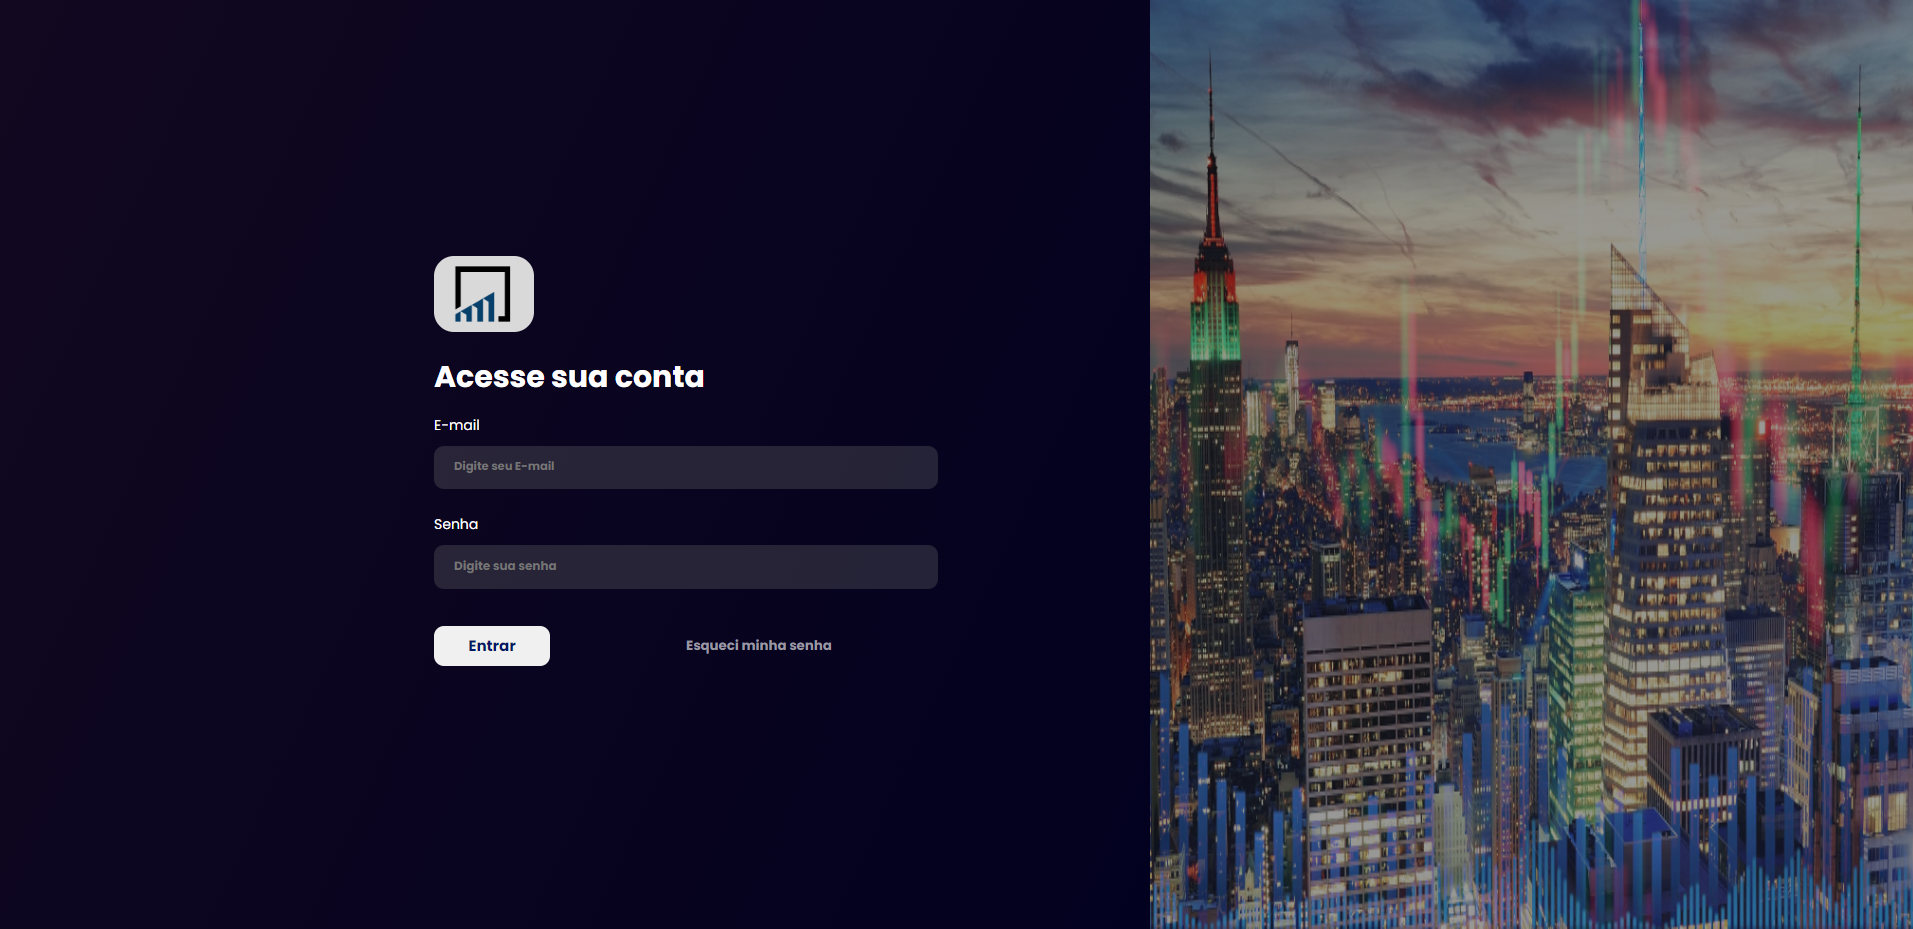 Acesse sua conta
E-mail
Digite seu E-mail
Senha
Digite sua senha
Entrar
Esqueci minha senha